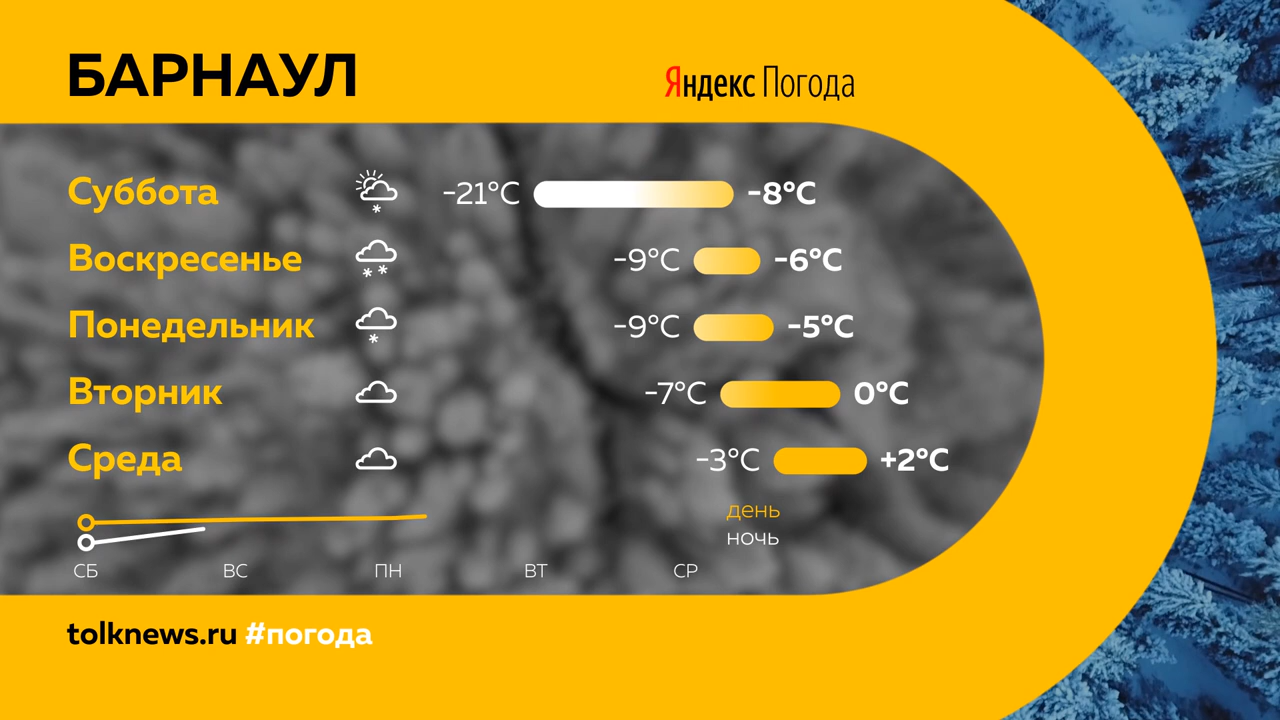 БАРНАУЛ
Яндекс Погода
Суббота -21°C -8°C
Воскресенье -9°C -6°C
Понедельник -9°C -5°C
Вторник -7°C 0°C
Среда -3°C +2°C
день
ночь
СБ ВС ПН ВТ СР
tolknews.ru #погода